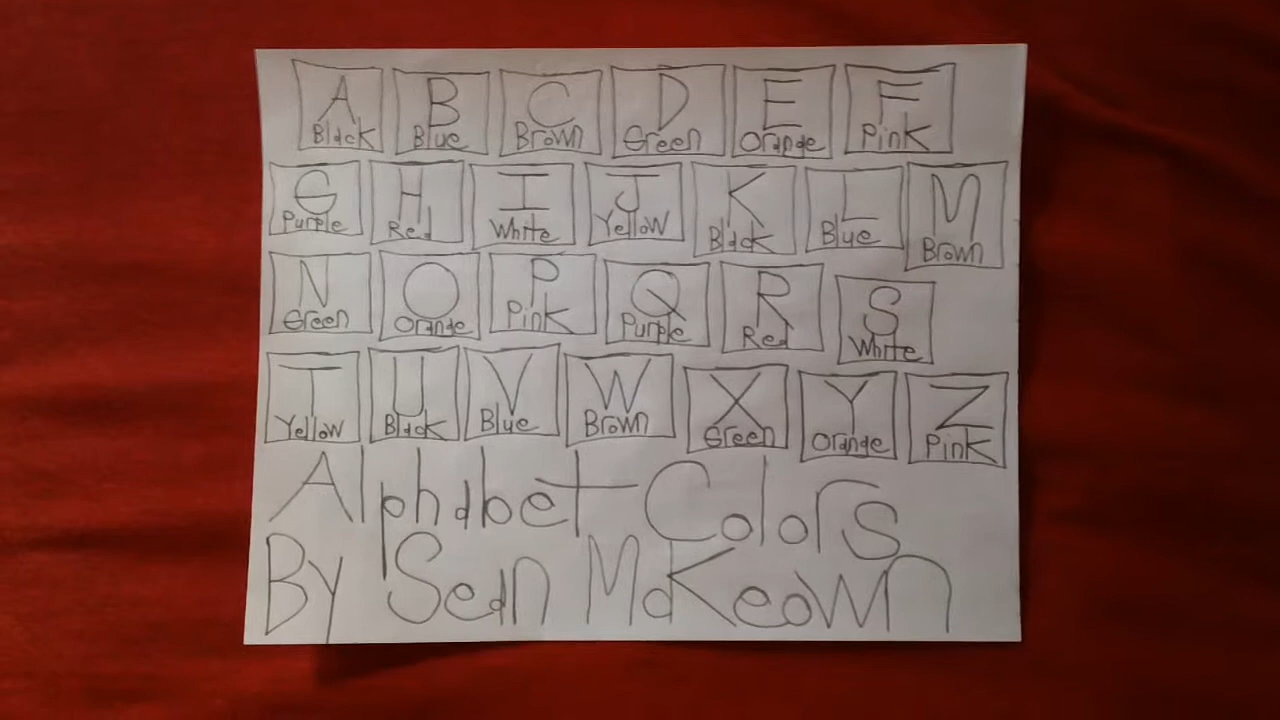 A B C D E F
Black Blue Brown Green Orange Pink
G H I J K L M
Purple Red White Yellow Black Blue Brown
N O P Q R S
Green Orange Pink Purple Red White
T U V W X Y Z
Yellow Black Blue Brown Green Orange Pink
Alphabet Colors
By Sean McKeown